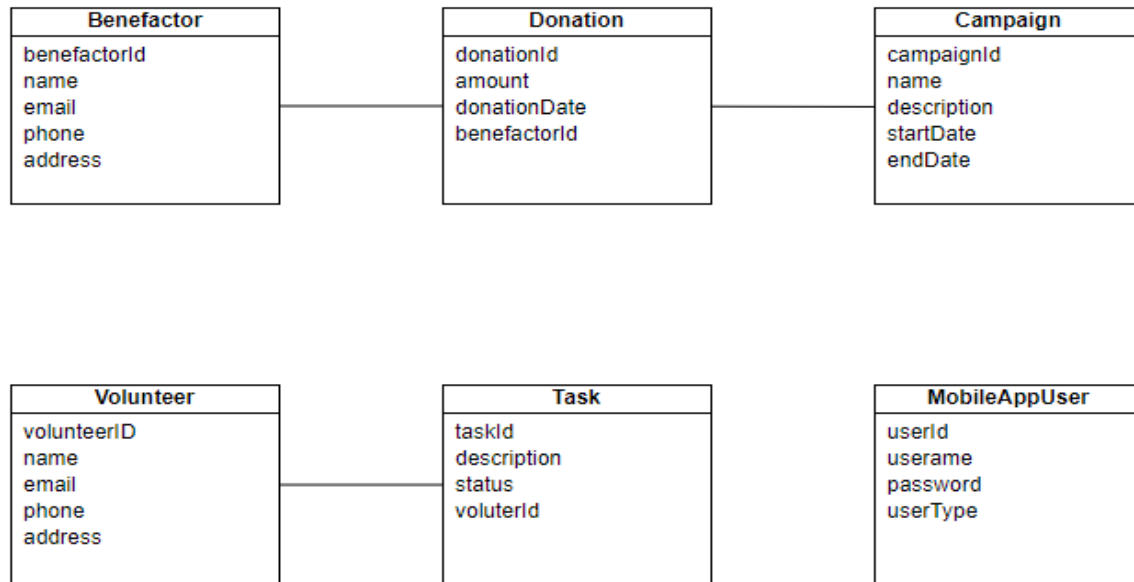 Benefactor
benefactorId
name
email
phone
address
Donation
donationId
amount
donationDate
benefactorId
Campaign
campaignId
name
description
startDate
endDate
Volunteer
volunteerID
name
email
phone
address
Task
taskId
description
status
voluterId
MobileAppUser
userId
userame
password
userType